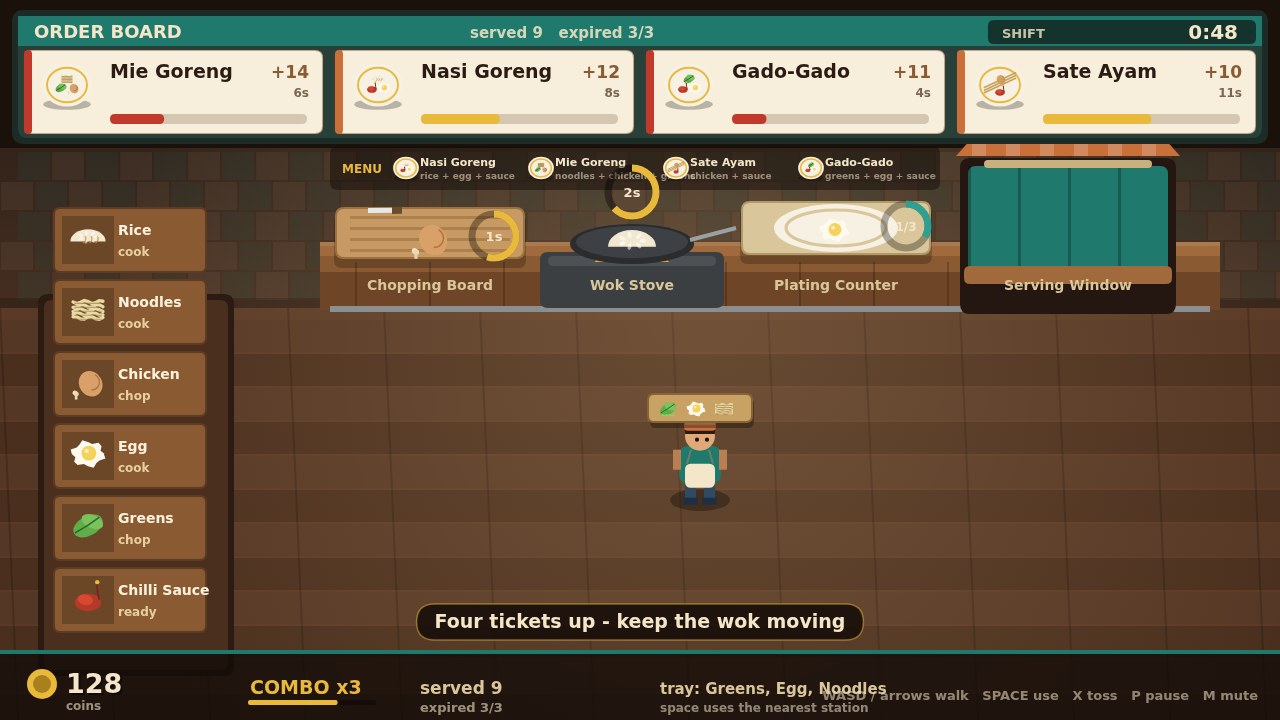 ORDER BOARD
served 9 expired 3/3
SHIFT 0:48
Mie Goreng +14
6s
Nasi Goreng +12
8s
Gado-Gado +11
4s
Sate Ayam +10
11s
MENU
Nasi Goreng
rice + egg + sauce
Mie Goreng
noodles + chicken + greens
Sate Ayam
chicken + sauce
Gado-Gado
greens + egg + sauce
2s
1s
1/3
Chopping Board
Wok Stove
Plating Counter
Serving Window
Rice
cook
Noodles
cook
Chicken
chop
Egg
cook
Greens
chop
Chilli Sauce
ready
Four tickets up - keep the wok moving
128
coins
COMBO x3
served 9
expired 3/3
tray: Greens, Egg, Noodles
space uses the nearest station
WASD / arrows walk SPACE use X toss P pause M mute